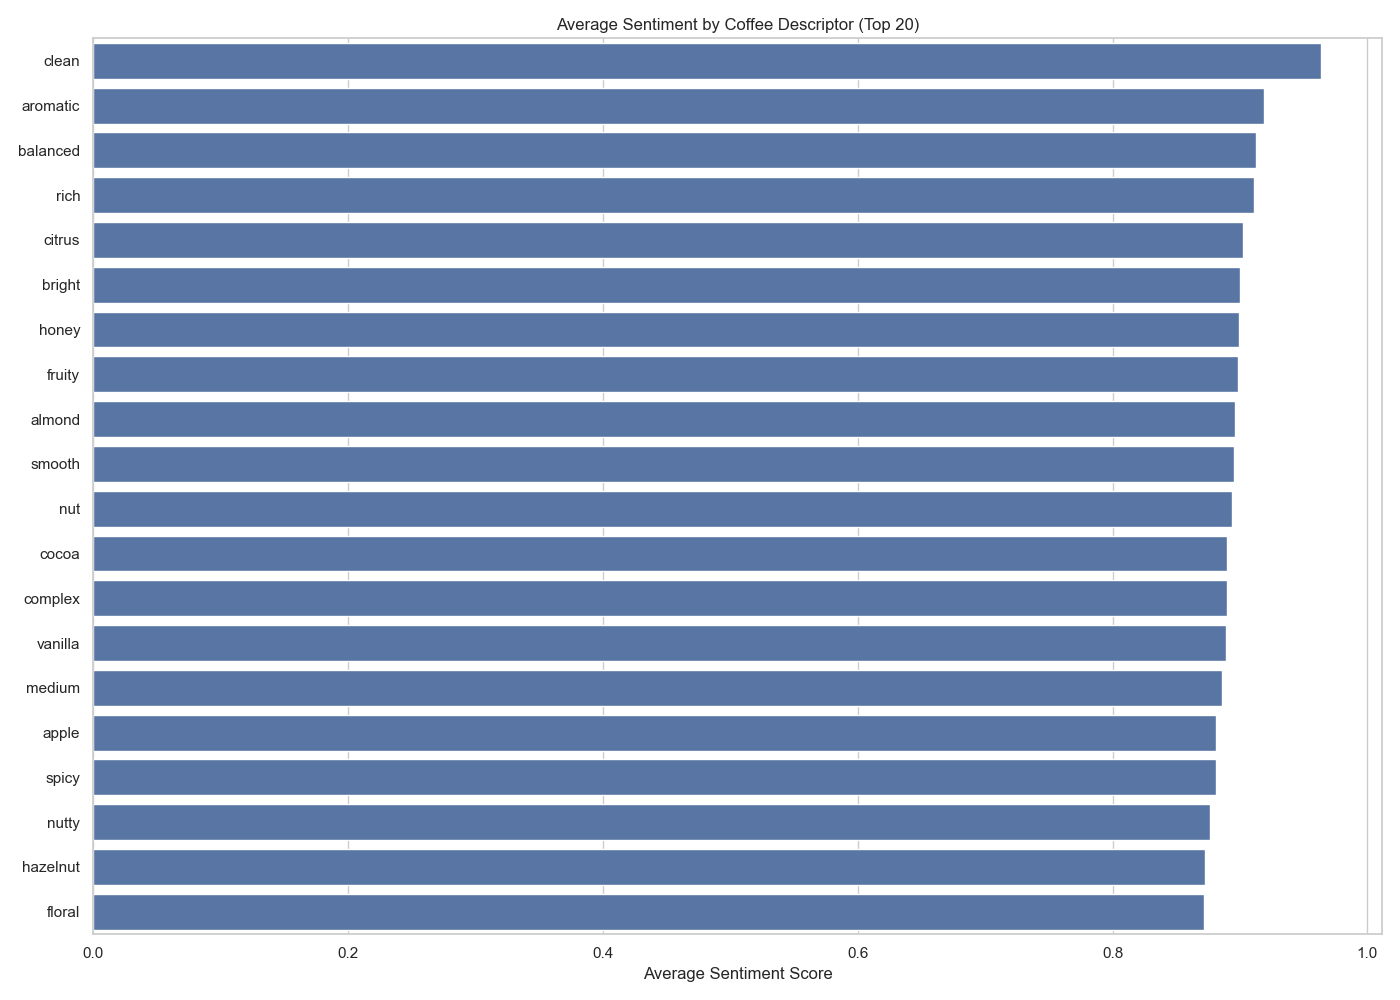 Average Sentiment by Coffee Descriptor (Top 20)
clean
aromatic
balanced
rich
citrus
bright
honey
fruity
almond
smooth
nut
cocoa
complex
vanilla
medium
apple
spicy
nutty
hazelnut
floral
0.0 0.2 0.4 0.6 0.8 1.0
Average Sentiment Score